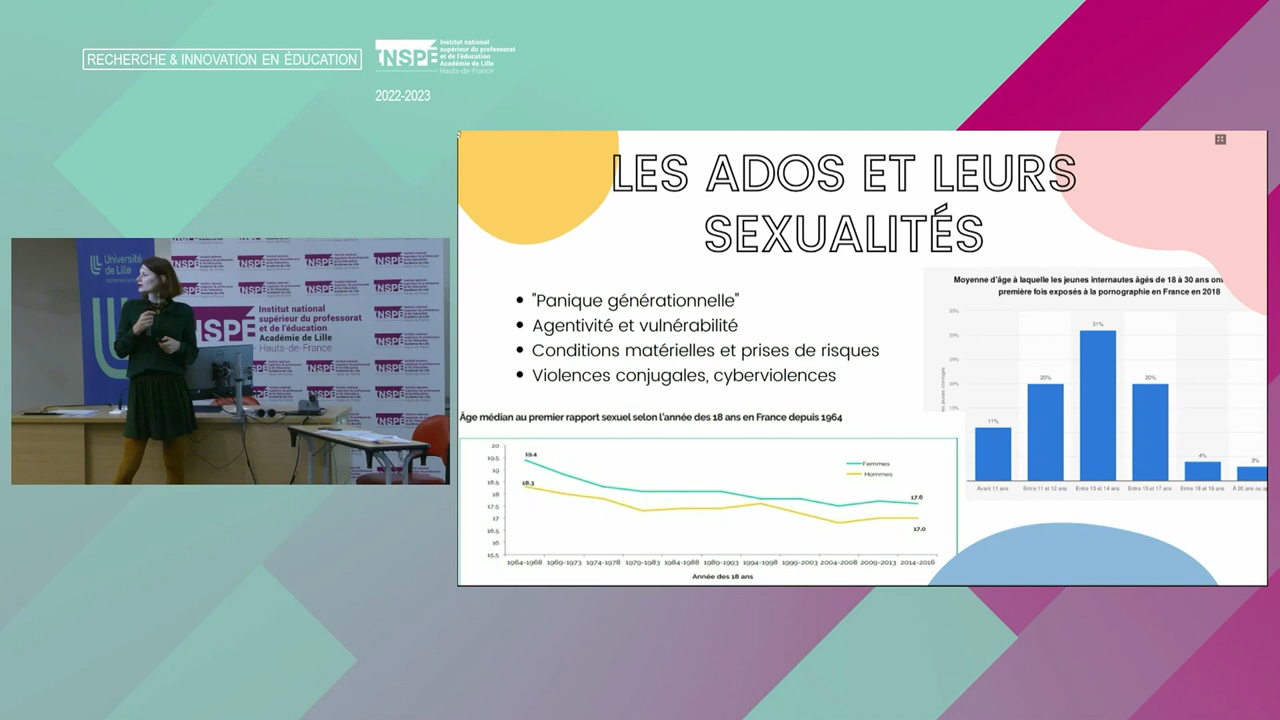 RECHERCHE & INNOVATION EN ÉDUCATION
INSPÉ
Institut national
supérieur du professorat
et de l'éducation
Académie de Lille
Hauts-de-France
2022-2023
LES ADOS ET LEURS
SEXUALITÉS
"Panique générationnelle"
Agentivité et vulnérabilité
Conditions matérielles et prises de risques
Violences conjugales, cyberviolences
Moyenne d'âge à laquelle les jeunes internautes âgés de 18 à 30 ans ont
première fois exposés à la pornographie en France en 2018
11%
20%
31%
20%
4%
3%
Avant 11 ans
Entre 11 et 12 ans
Entre 13 et 14 ans
Entre 15 et 17 ans
Entre 18 et 19 ans
Âge médian au premier rapport sexuel selon l'année des 18 ans en France depuis 1964
20
19.5
19
18.5
18
17.5
17
16.5
16
15.5
19.4
18.3
Femmes
Hommes
17.6
17.0
1964-1968 1969-1973 1974-1978 1979-1983 1984-1988 1989-1993 1994-1998 1999-2003 2004-2008 2009-2013 2014-2016
Année des 18 ans
Université
de Lille
NSPÉ
Institut national
supérieur du professorat
et de l'éducation
Académie de Lille
Hauts-de-France